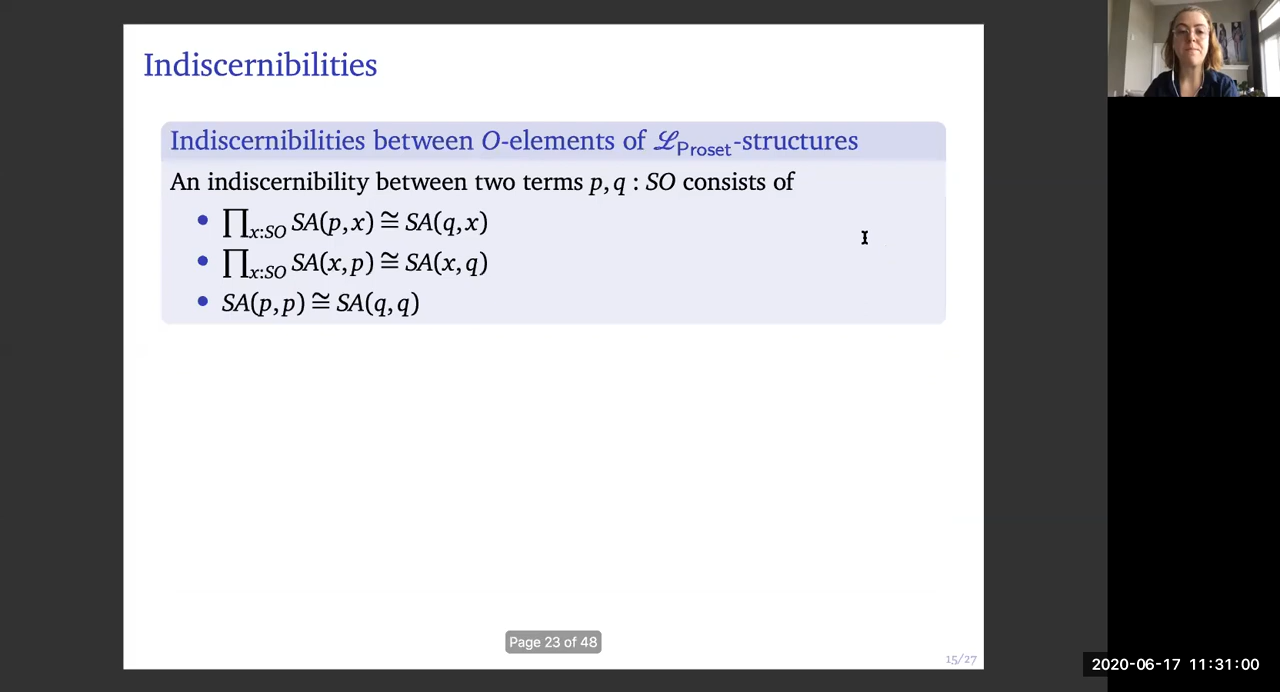 Indiscernibilities
Indiscernibilities between O-elements of ℒ_Proset-structures
An indiscernibility between two terms p, q : SO consists of
• ∏_{x:SO} SA(p, x) ≅ SA(q, x)
• ∏_{x:SO} SA(x, p) ≅ SA(x, q)
• SA(p, p) ≅ SA(q, q)
Page 23 of 48
15/27
2020-06-17 11:31:00